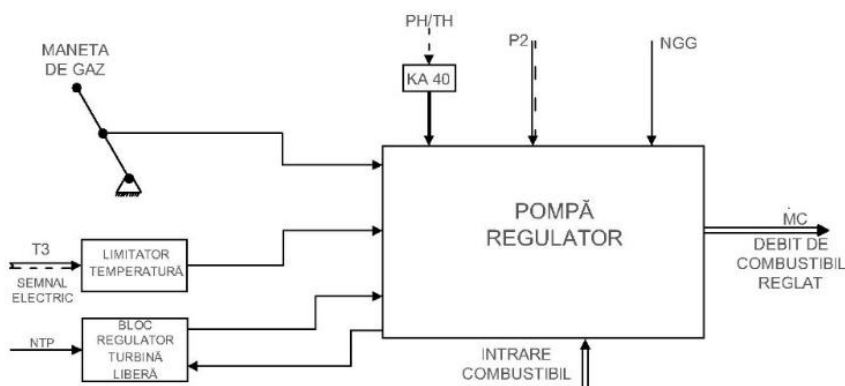 PH/TH
P2
NGG
MANETA
DE GAZ
KA 40
POMPĂ
REGULATOR
MC
DEBIT DE
COMBUSTIBIL
REGLAT
T3
SEMNAL
ELECTRIC
LIMITATOR
TEMPERATURĂ
NTP
BLOC
REGULATOR
TURBINĂ
LIBERĂ
INTRARE
COMBUSTIBIL